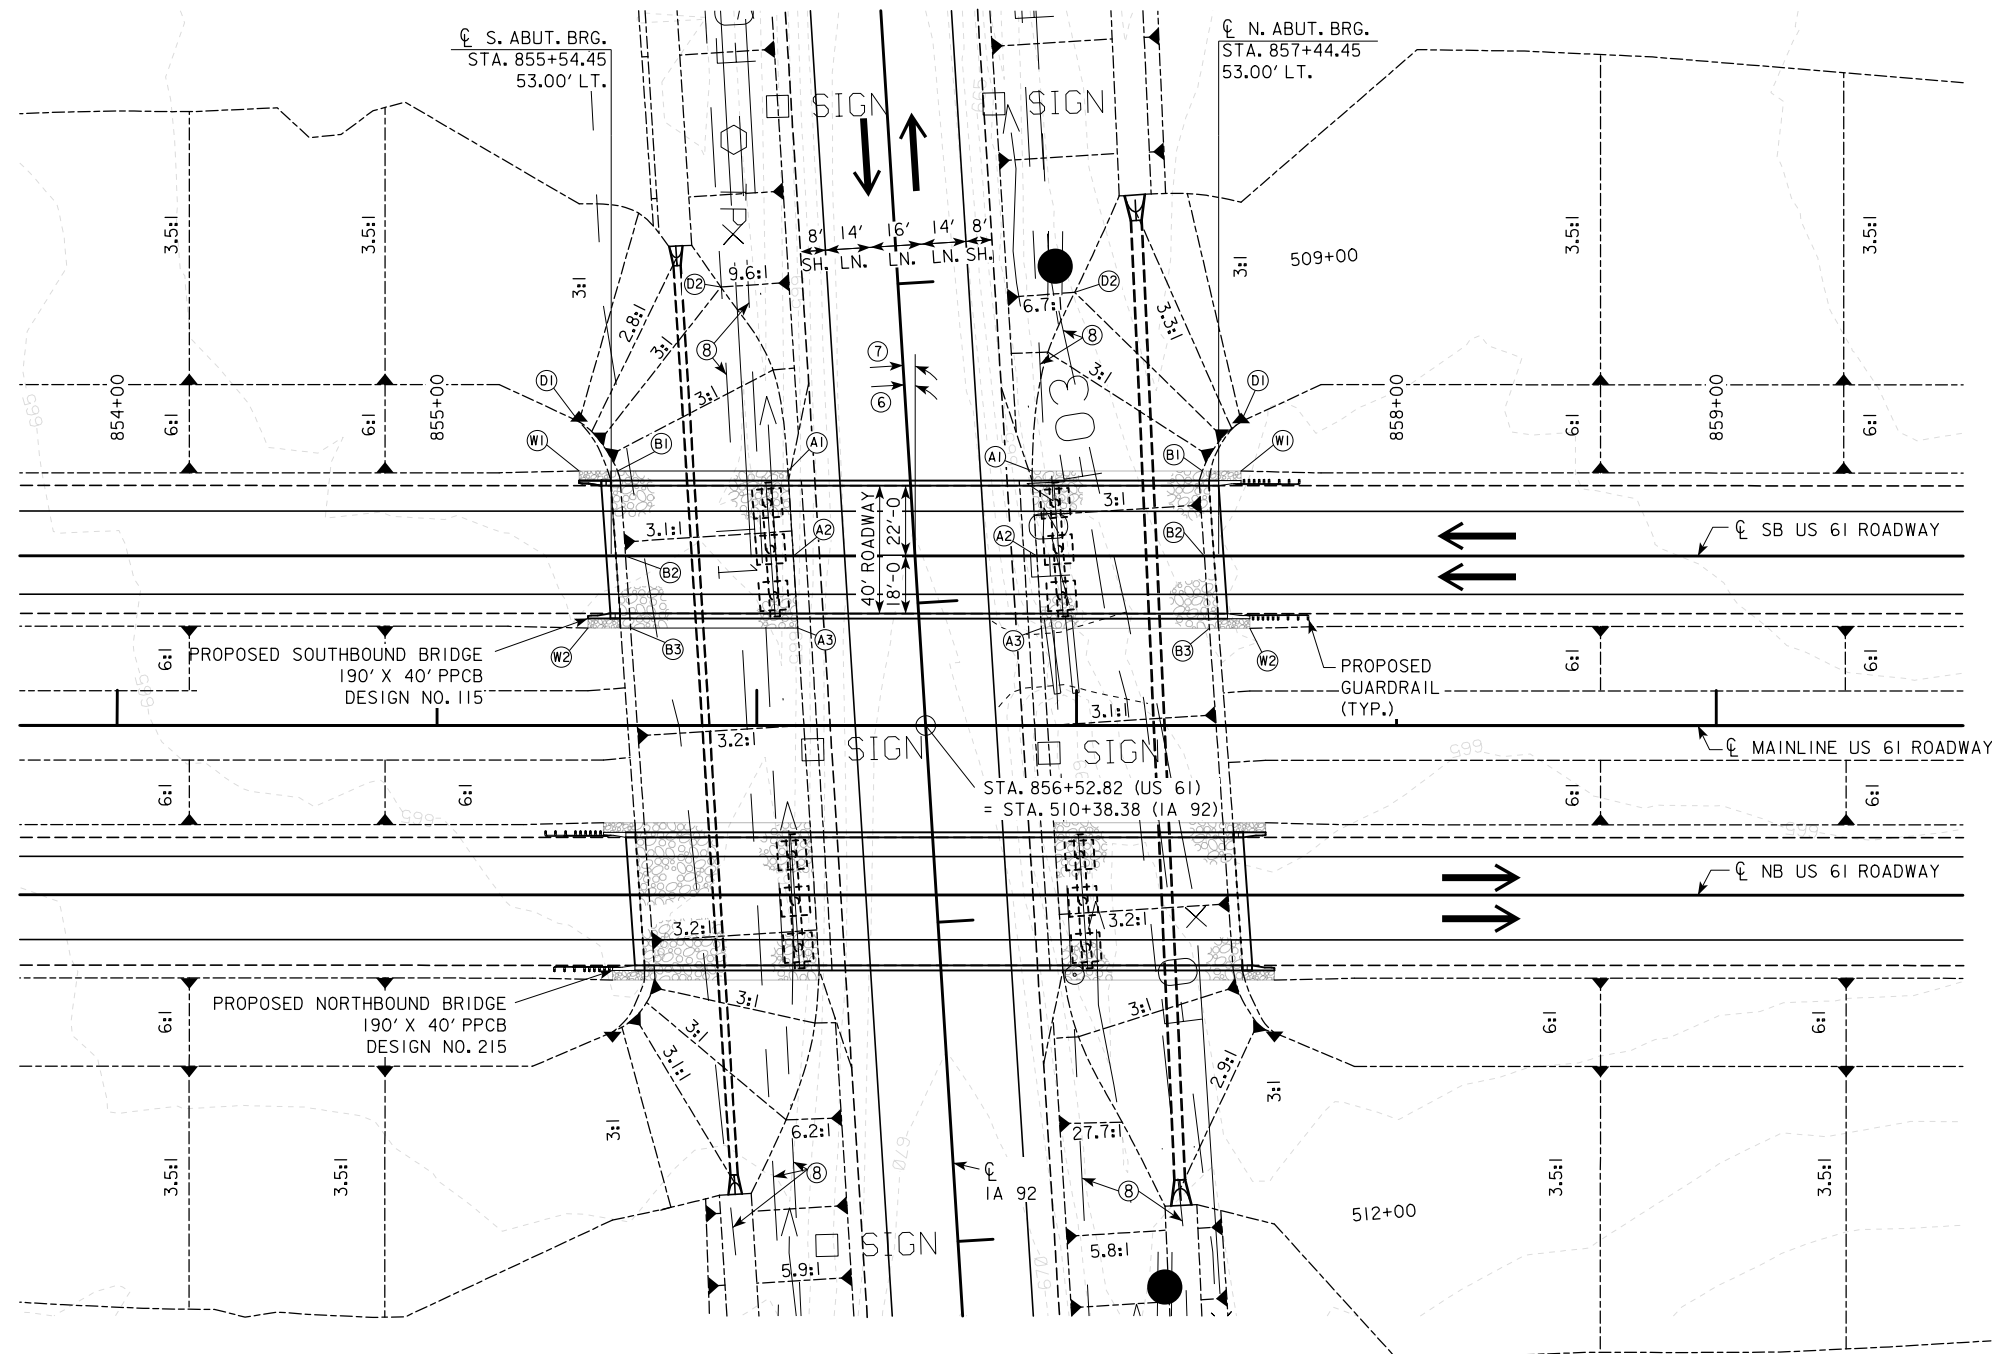 ℄ S. ABUT. BRG.
STA. 855+54.45
53.00' LT.
℄ N. ABUT. BRG.
STA. 857+44.45
53.00' LT.
SIGN
SIGN
3.5:1
3.5:1
3.5:1
3.5:1
8' 14' 16' 14' 8'
SH. LN. LN. LN. SH.
3:1
2.8:1
3:1
3:1
9.6:1
D2
8
7
6
6.7:1
D2
8
3.3:1
3:1
3:1
509+00
D1
D1
854+00
6:1
6:1
855+00
858+00
6:1
859+00
6:1
665
W1
B1
A1
A1
B1
W1
3.1:1
3:1
A2
A2
B2
B2
40' ROADWAY
22'-0
18'-0
℄ SB US 61 ROADWAY
A3
A3
B3
B3
W2
W2
6:1
PROPOSED SOUTHBOUND BRIDGE
190' X 40' PPCB
DESIGN NO. 115
PROPOSED
GUARDRAIL
(TYP.)
6:1
6:1
665
3.2:1
3.1:1
SIGN
SIGN
℄ MAINLINE US 61 ROADWAY
665
STA. 856+52.82 (US 61)
= STA. 510+38.38 (IA 92)
6:1
6:1
6:1
6:1
665
665
℄ NB US 61 ROADWAY
3.2:1
3.2:1
PROPOSED NORTHBOUND BRIDGE
190' X 40' PPCB
DESIGN NO. 215
6:1
3:1
3:1
3.1:1
3:1
3:1
2.9:1
3:1
6:1
6:1
6.2:1
27.7:1
670
8
8
℄
IA 92
3.5:1
3.5:1
3.5:1
3.5:1
512+00
SIGN
5.9:1
5.8:1
670